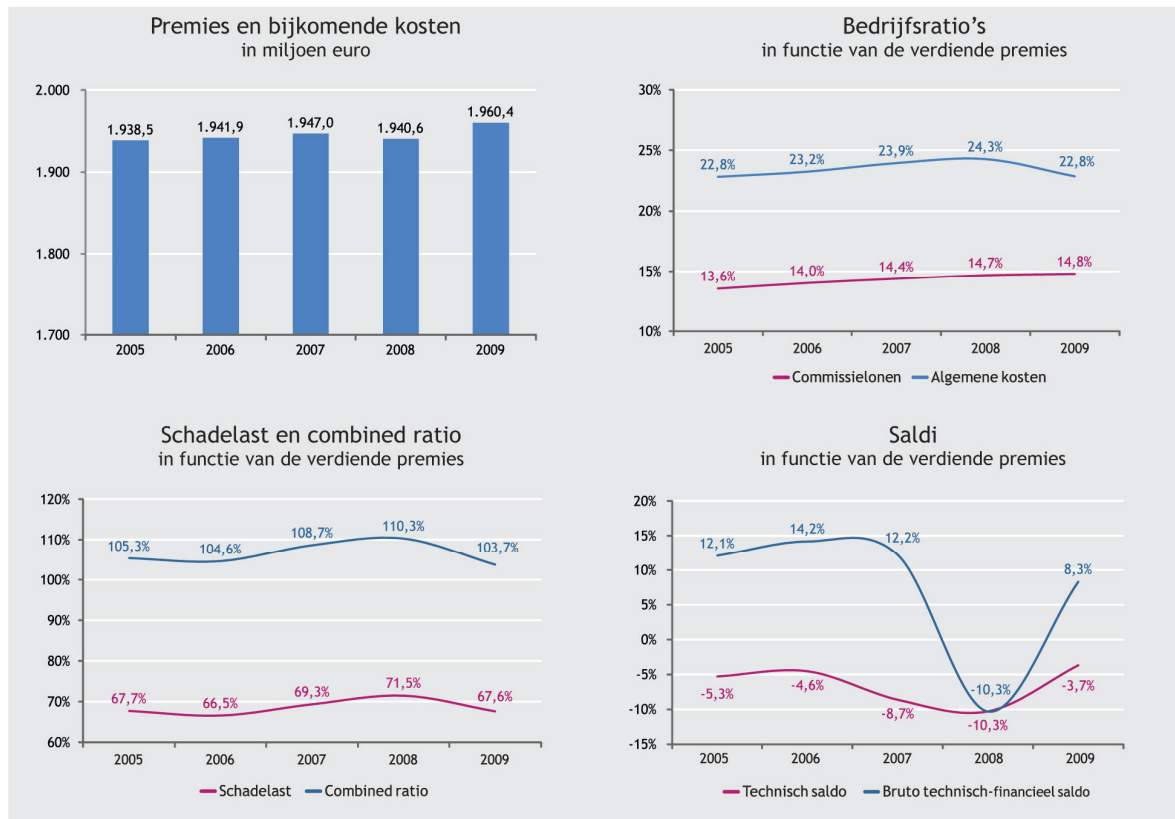 Premies en bijkomende kosten
in miljoen euro
2.000
1.900
1.800
1.700
1.938,5
1.941,9
1.947,0
1.940,6
1.960,4
2005 2006 2007 2008 2009
Bedrijfsratio's
in functie van de verdiende premies
30%
25%
20%
15%
10%
22,8% 23,2% 23,9% 24,3% 22,8%
13,6% 14,0% 14,4% 14,7% 14,8%
2005 2006 2007 2008 2009
Commissielonen Algemene kosten
Schadelast en combined ratio
in functie van de verdiende premies
120%
110%
100%
90%
80%
70%
60%
105,3% 104,6% 108,7% 110,3% 103,7%
67,7% 66,5% 69,3% 71,5% 67,6%
2005 2006 2007 2008 2009
Schadelast Combined ratio
Saldi
in functie van de verdiende premies
20%
15%
10%
5%
0%
-5%
-10%
-15%
12,1% 14,2% 12,2% -10,3% 8,3%
-5,3% -4,6% -8,7% -10,3% -3,7%
2005 2006 2007 2008 2009
Technisch saldo Bruto technisch-financieel saldo